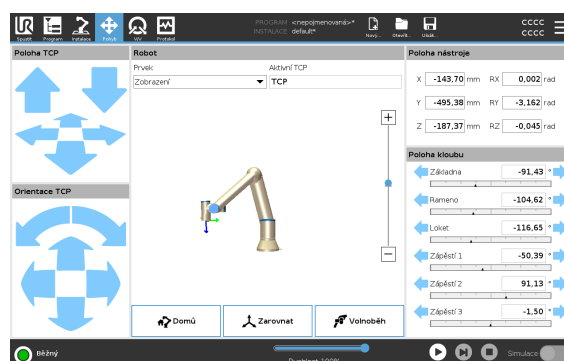 PROGRAM <nepojmenovaná>*
INSTALACE default*
CCCC
CCCC
Spustit Program Instalace Pohyb I/V Protokol Nový... Otevřít... Uložit...
Poloha TCP
Robot
Poloha nástroje
Prvek
Aktivní TCP
Zobrazení
TCP
X -143,70 mm RX 0,002 rad
Y -495,38 mm RY -3,162 rad
Z -187,37 mm RZ -0,045 rad
Poloha kloubu
Základna -91,43 °
Rameno -104,62 °
Loket -116,65 °
Zápěstí 1 -50,39 °
Zápěstí 2 91,13 °
Zápěstí 3 -1,50 °
Orientace TCP
Domů
Zarovnat
Volnoběh
Běžný
Rychlost 100%
Simulace